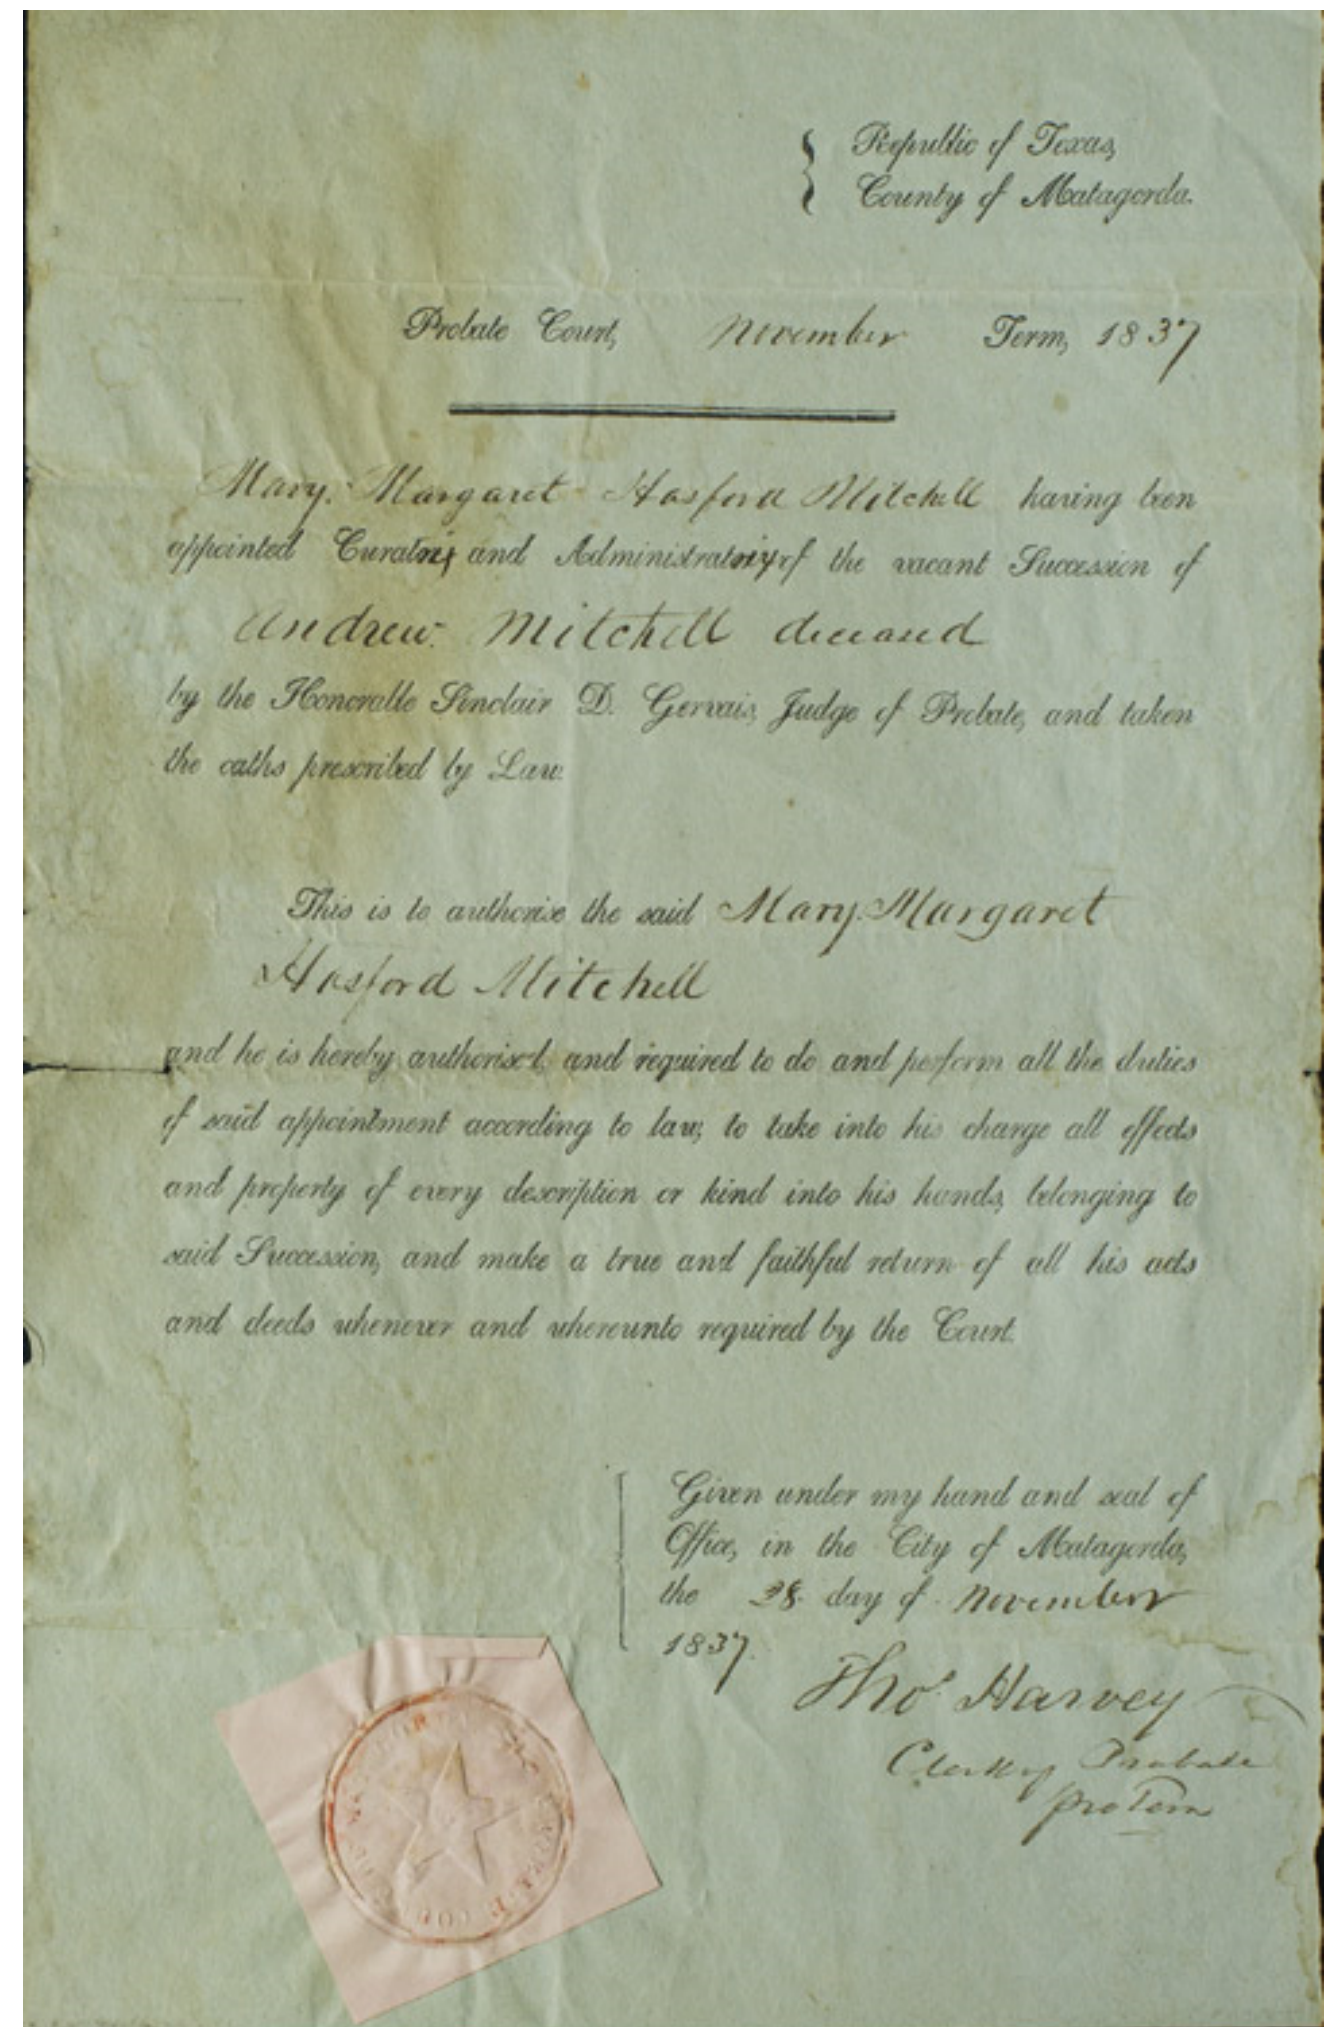 Republic of Texas,
County of Matagorda.
Probate Court, November Term, 1837
Mary. Margaret Hosford Mitchell having been
appointed Curatrix and Administratrix of the vacant Succession of
Andrew. Mitchell deceased
by the Honorable Sinclair D. Gervais, Judge of Probate, and taken
the oaths prescribed by Law.
This is to authorise the said Mary. Margaret
Hosford Mitchell
and he is hereby authorised, and required to do and perform all the duties
of said appointment according to law, to take into his charge all effects
and property of every description or kind into his hands, belonging to
said Succession, and make a true and faithful return of all his acts
and deeds whenever and whereunto required by the Court.
Given under my hand and seal of
Office, in the City of Matagorda,
the 28 day of November
1837.
Tho. Harvey
Clerk of Probate
pro Tem